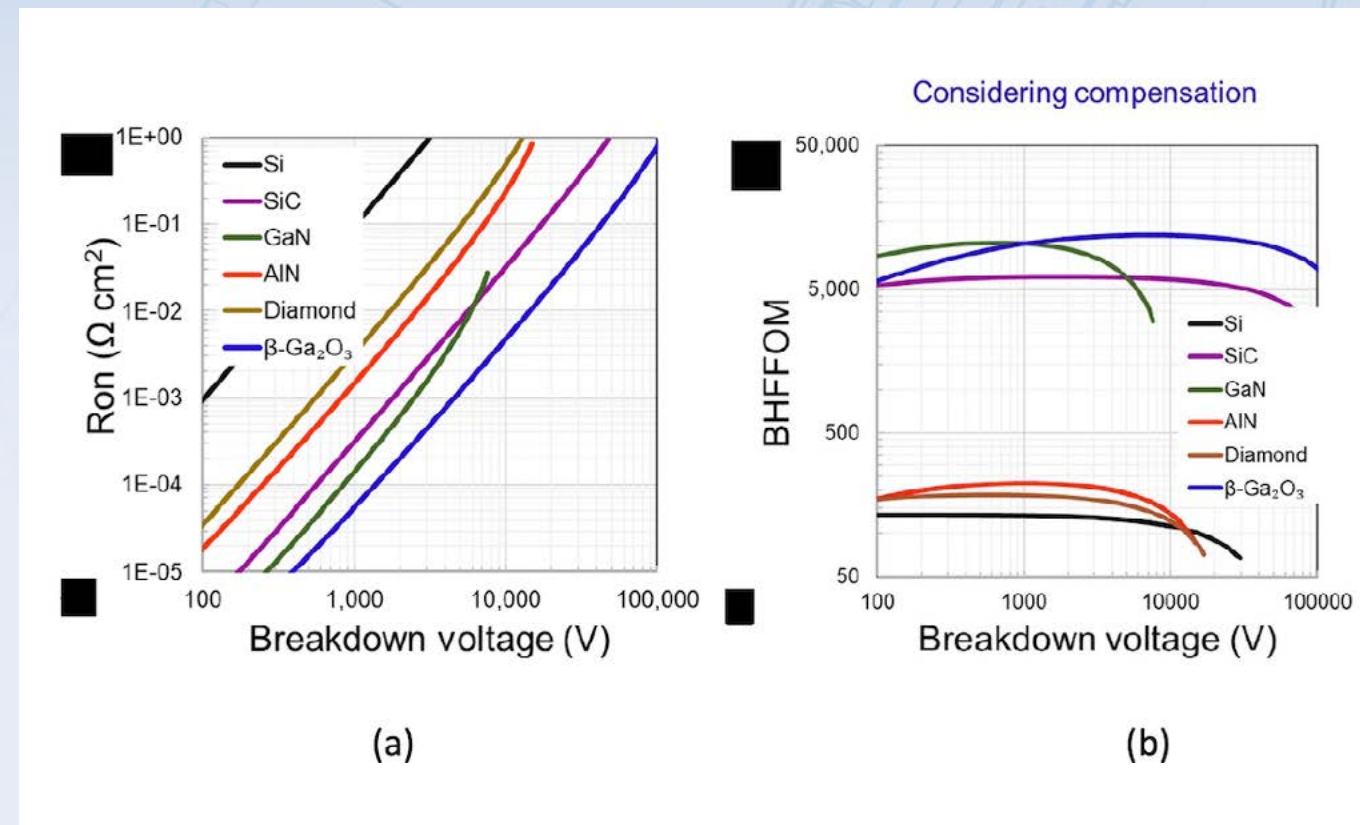 1E+00
1E-01
1E-02
1E-03
1E-04
1E-05
Ron (Ω cm²)
Si
SiC
GaN
AlN
Diamond
β-Ga₂O₃
100
1,000
10,000
100,000
Breakdown voltage (V)
(a)
Considering compensation
50,000
5,000
500
50
BHFFOM
Si
SiC
GaN
AlN
Diamond
β-Ga₂O₃
100
1000
10000
100000
Breakdown voltage (V)
(b)